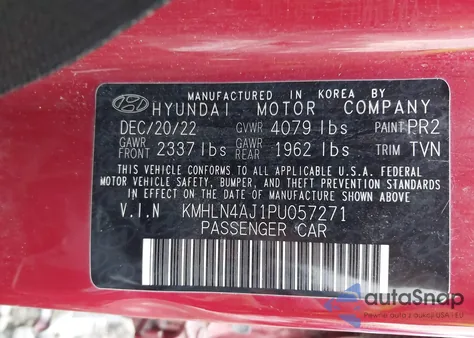 MANUFACTURED IN KOREA BY
HYUNDAI MOTOR COMPANY
DEC/20/22 GVWR 4079 lbs PAINT PR2
GAWR FRONT 2337 lbs GAWR REAR 1962 lbs TRIM TVN
THIS VEHICLE CONFORMS TO ALL APPLICABLE U.S.A. FEDERAL
MOTOR VEHICLE SAFETY, BUMPER, AND THEFT PREVENTION STANDARDS
IN EFFECT ON THE DATE OF MANUFACTURE SHOWN ABOVE.
V.I.N KMHLN4AJ1PU057271
PASSENGER CAR
autoSnap